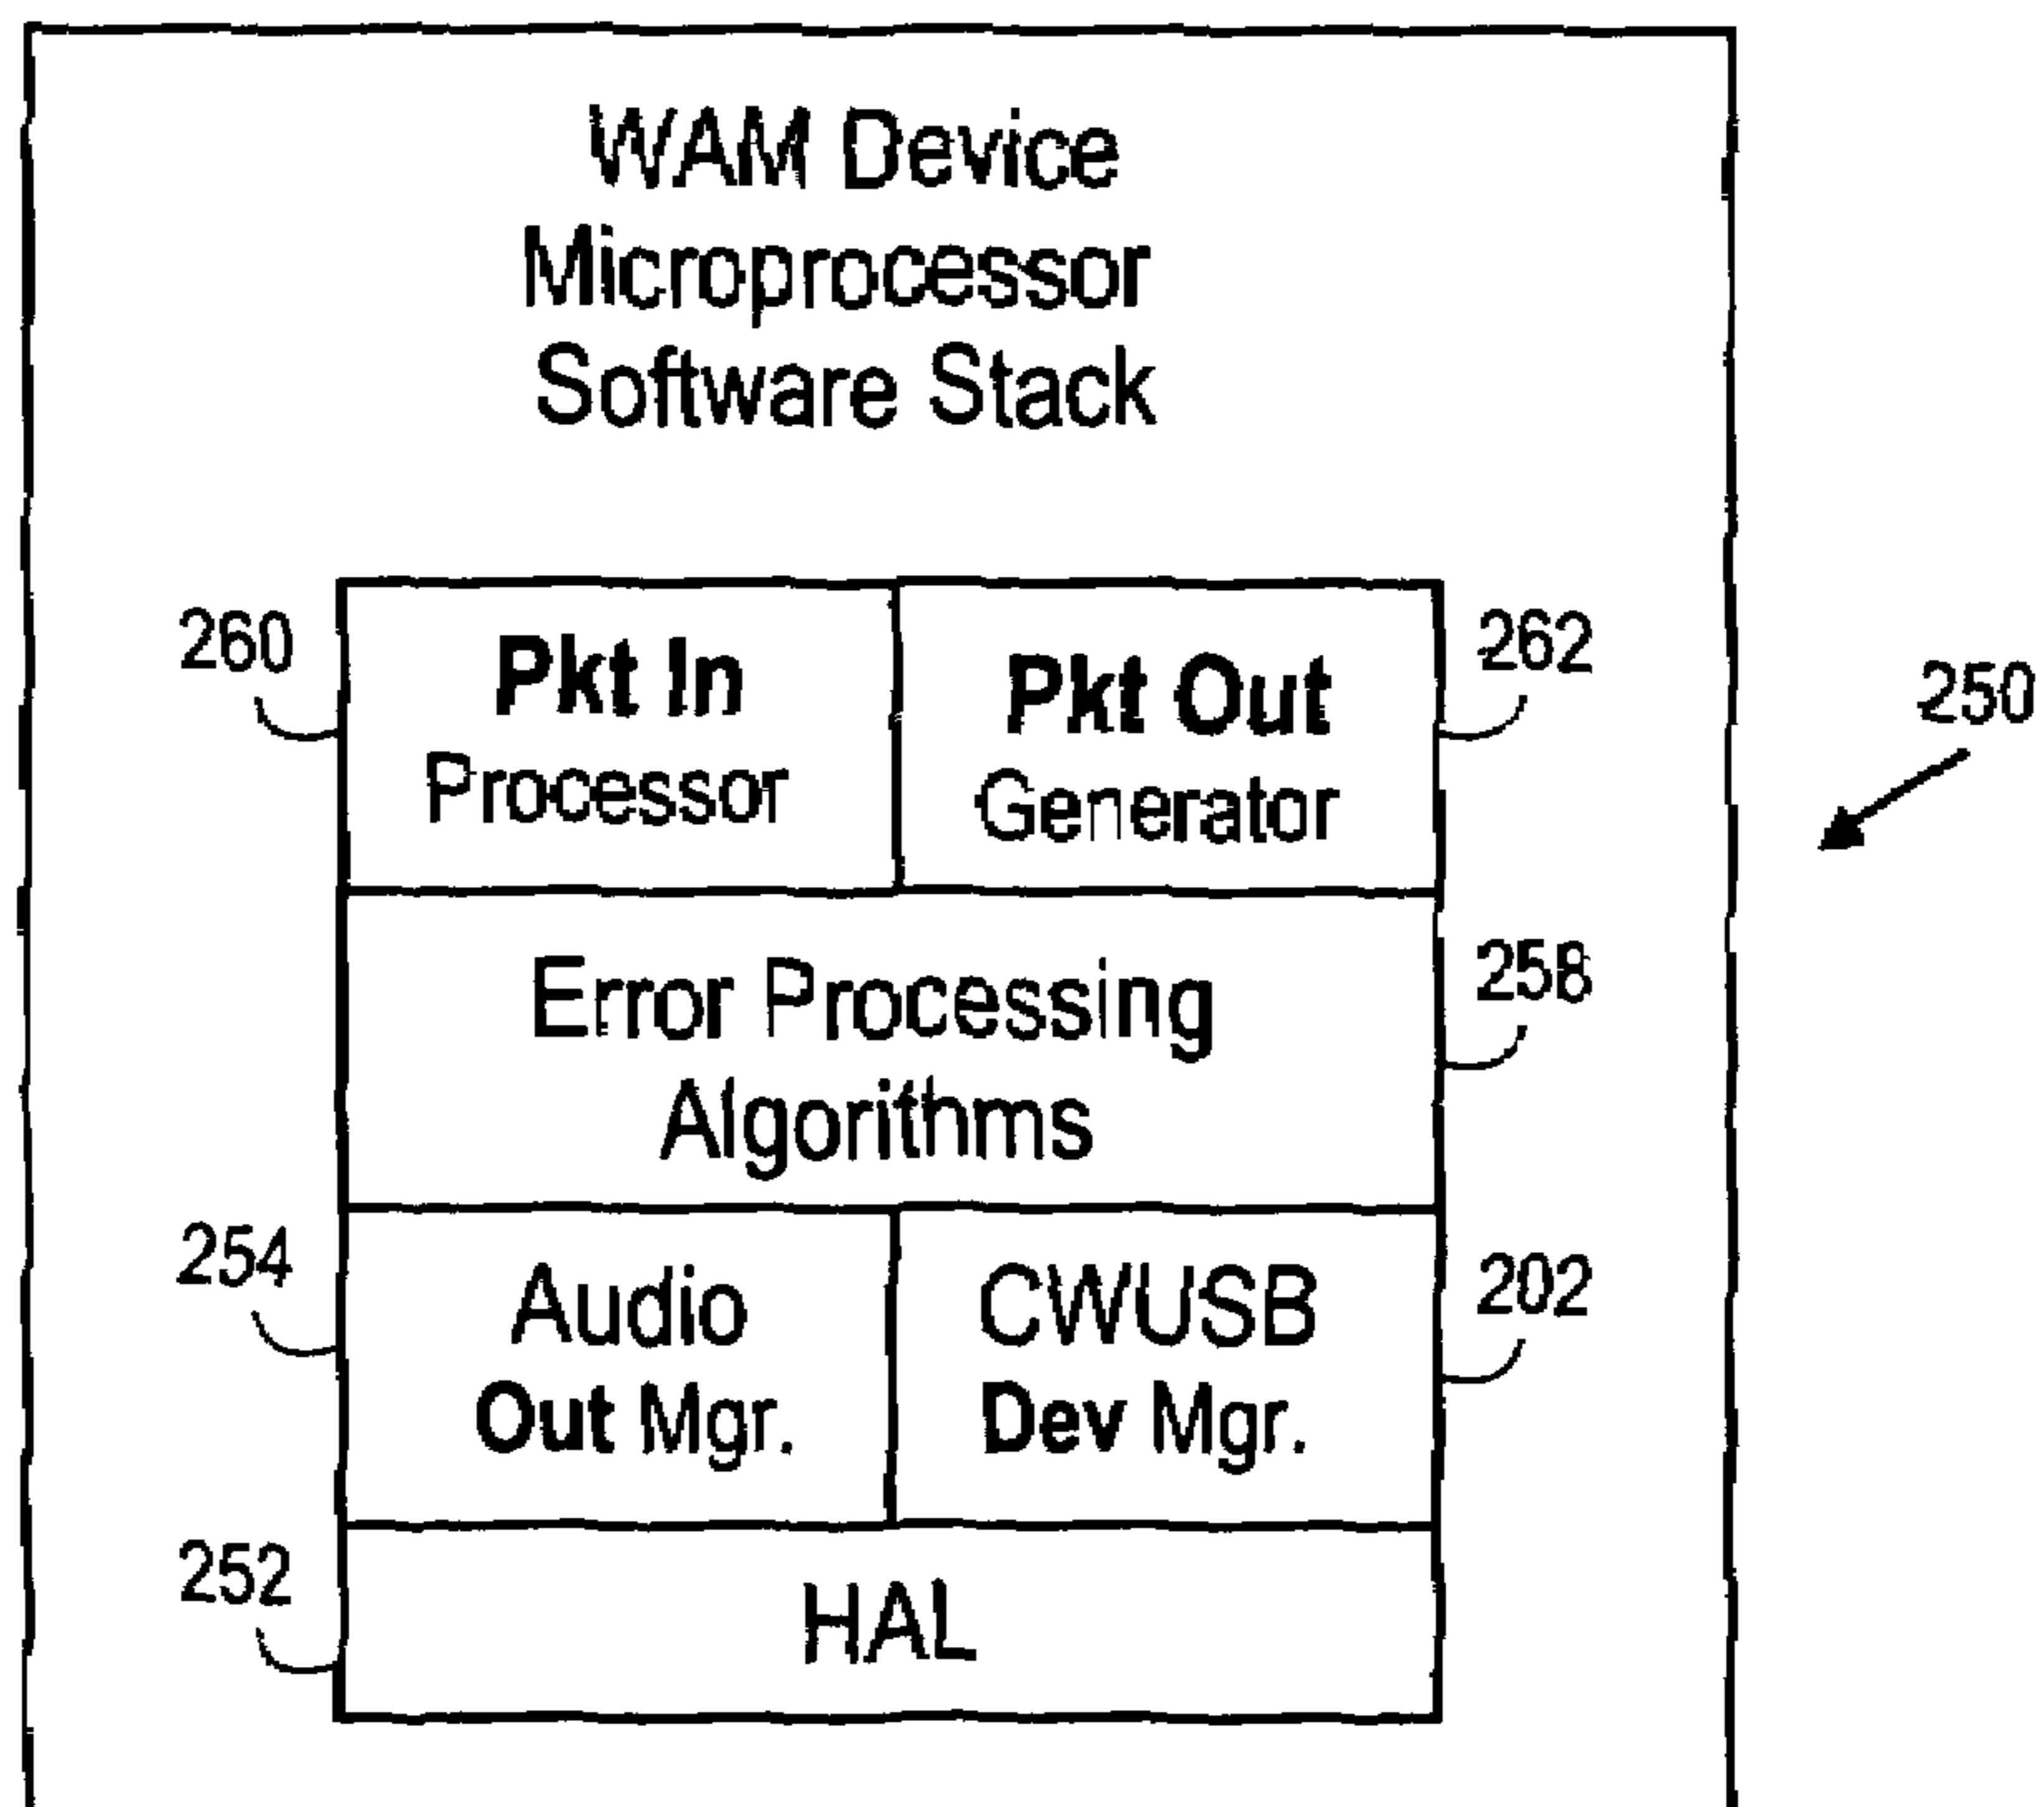 WAM Device
Microprocessor
Software Stack
260
Pkt In
Processor
Pkt Out
Generator
262
250
Error Processing
Algorithms
258
254
Audio
Out Mgr.
CWUSB
Dev Mgr.
202
252
HAL